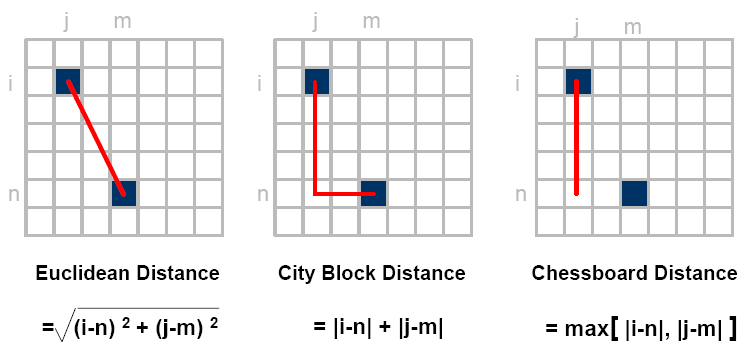 j m
i
n
Euclidean Distance
=√(i-n) ² + (j-m) ²
j m
i
n
City Block Distance
= |i-n| + |j-m|
j m
i
n
Chessboard Distance
= max[ |i-n|, |j-m| ]